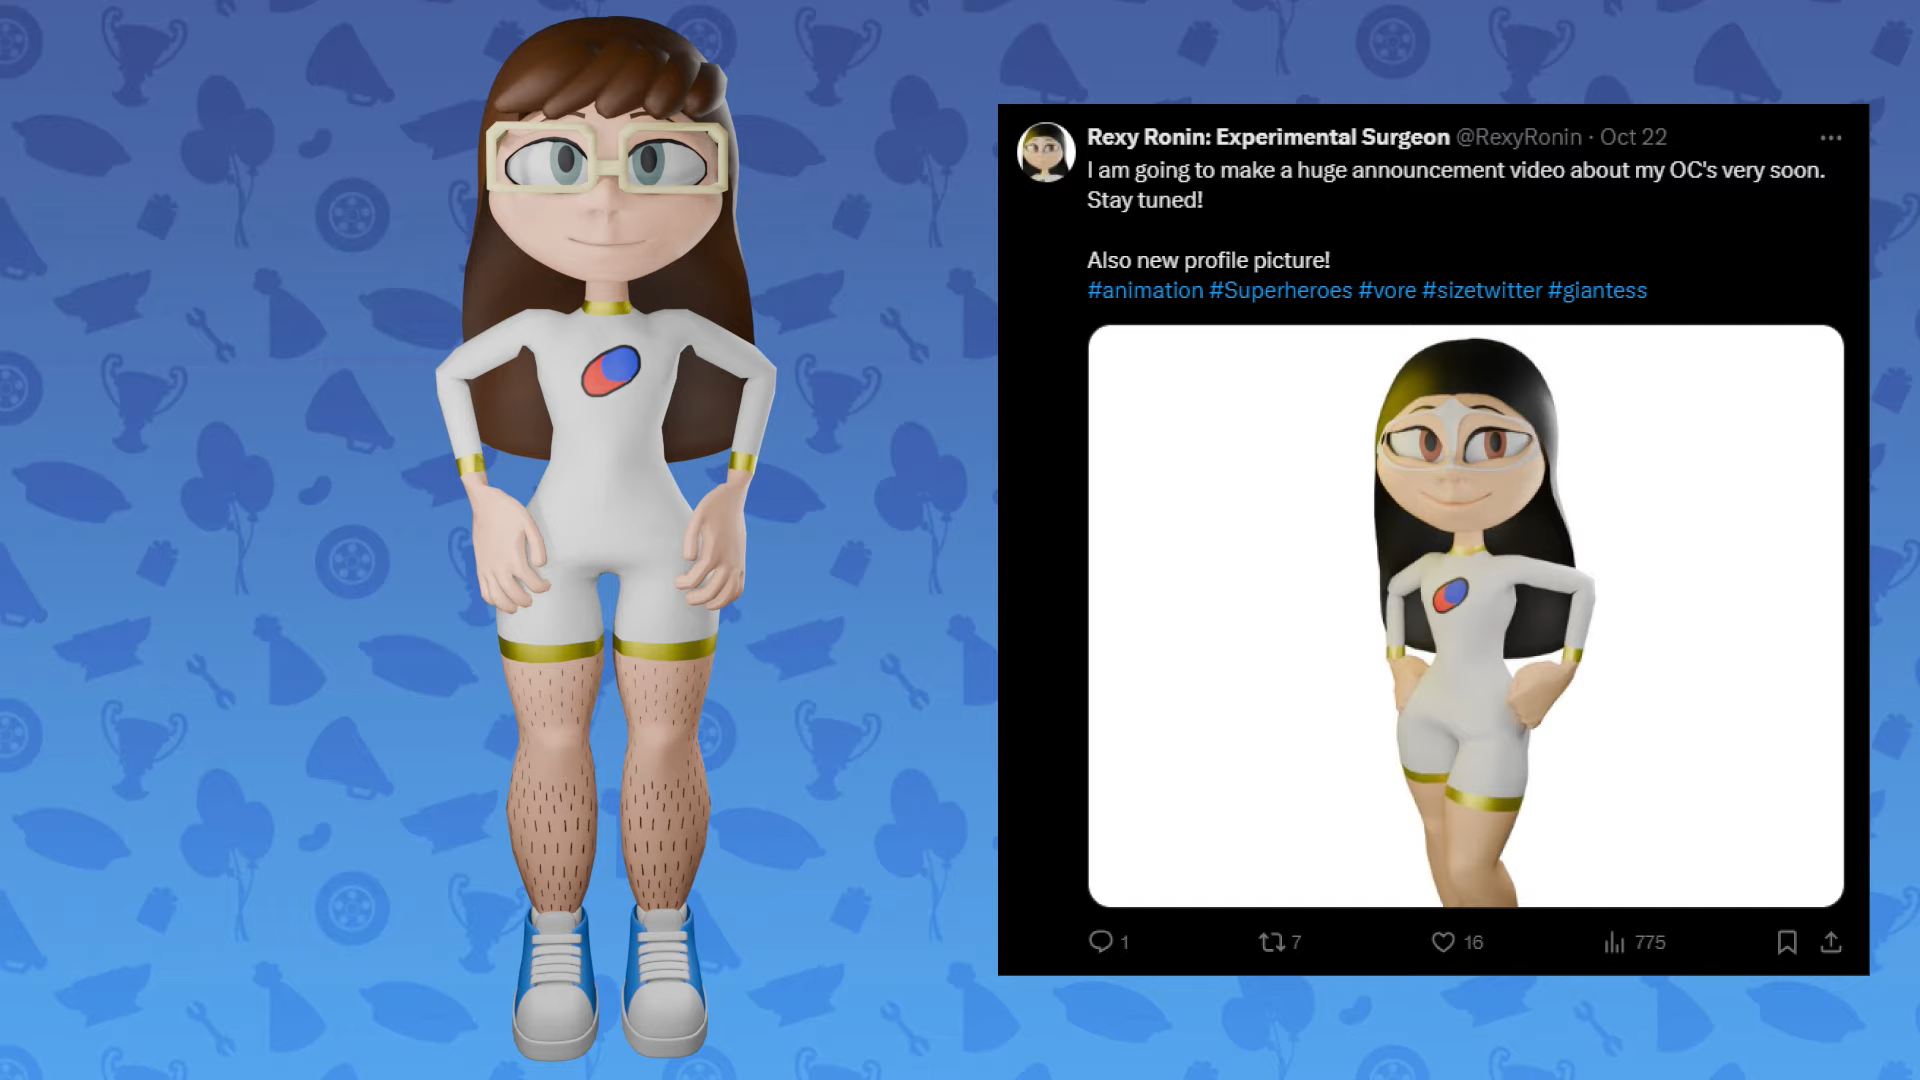 Rexy Ronin: Experimental Surgeon @RexyRonin · Oct 22
I am going to make a huge announcement video about my OC's very soon.
Stay tuned!
Also new profile picture!
#animation #Superheroes #vore #sizetwitter #giantess
1 7 16 775